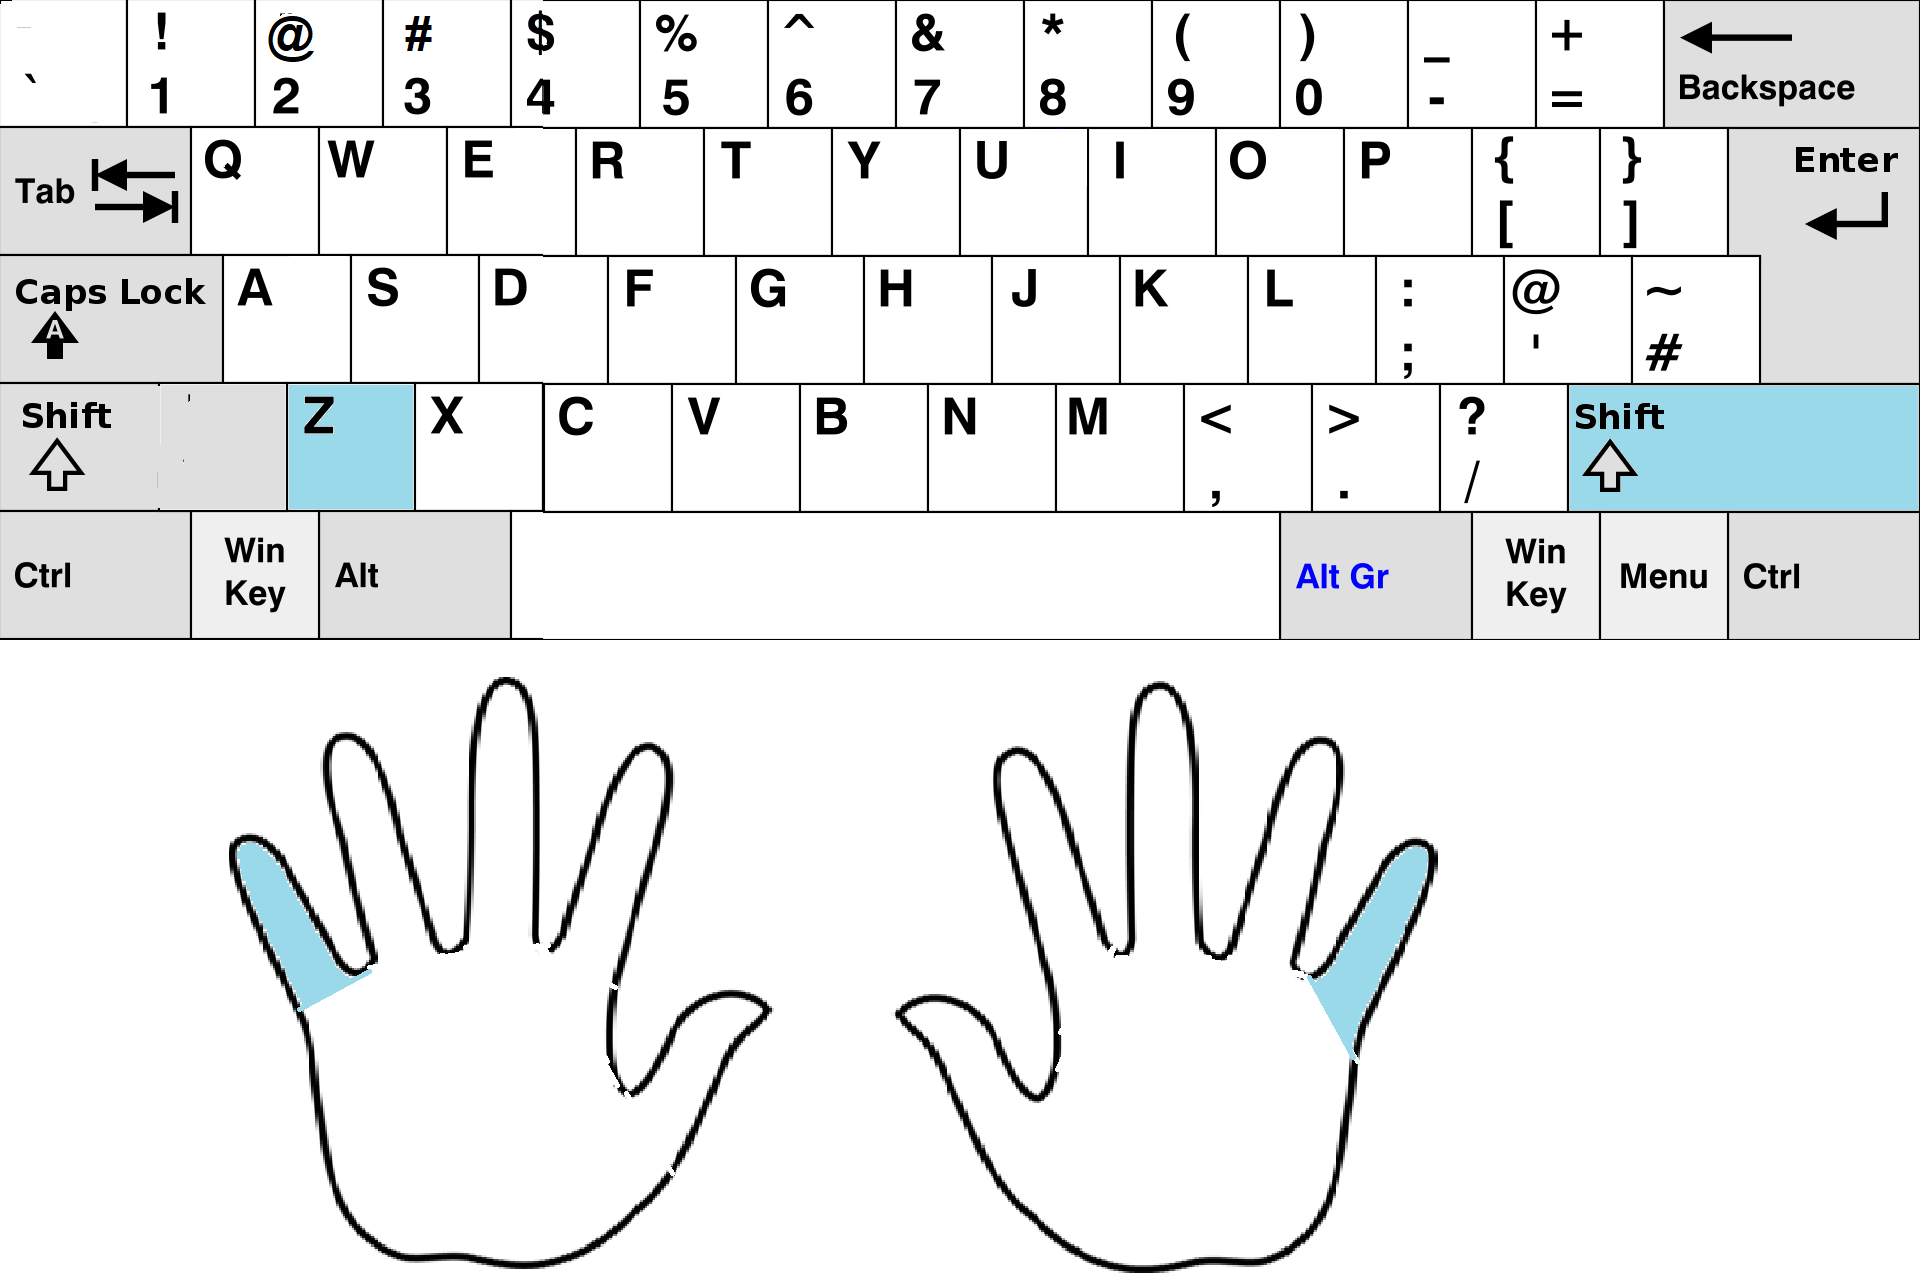 ! @ # $ % ^ & * ( ) _ +
` 1 2 3 4 5 6 7 8 9 0 - = Backspace
Tab Q W E R T Y U I O P { } Enter
[ ]
Caps Lock A S D F G H J K L : @ ~
A ; ' #
Shift Z X C V B N M < > ? Shift
, . /
Ctrl Win Key Alt Alt Gr Win Key Menu Ctrl